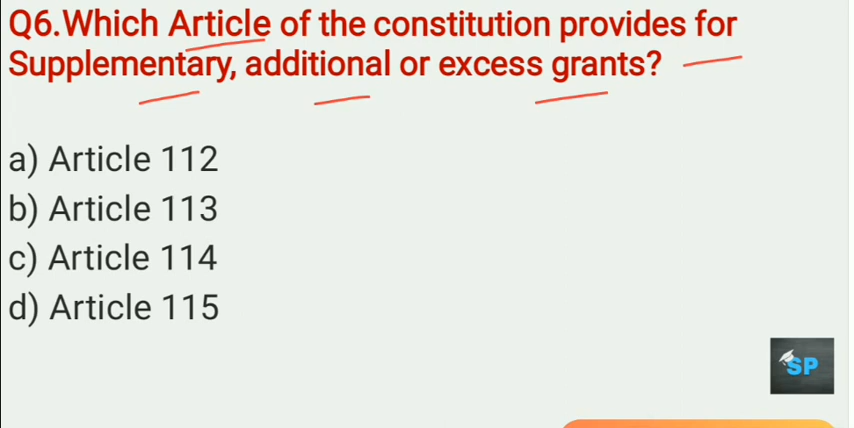 Q6.Which Article of the constitution provides for
Supplementary, additional or excess grants?
a) Article 112
b) Article 113
c) Article 114
d) Article 115
SP